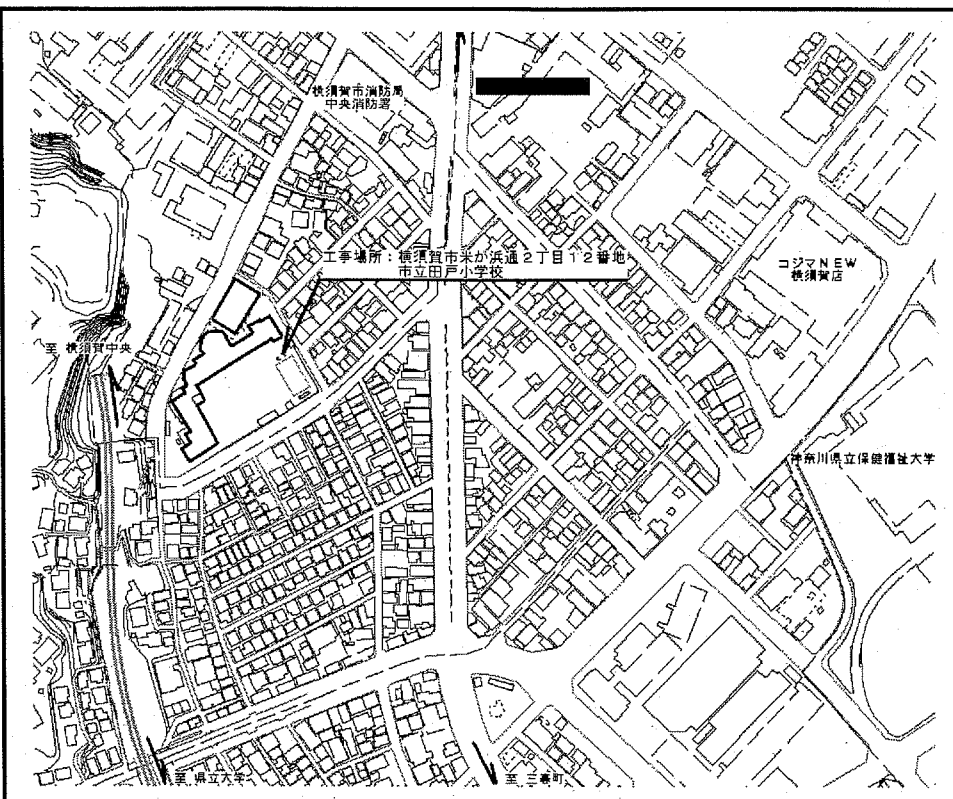 横須賀市消防局
中央消防署
工事場所：横須賀市米が浜通２丁目１２番地
市立田戸小学校
コジマＮＥＷ
横須賀店
至 横須賀中央
神奈川県立保健福祉大学
至 県立大学
至 三春町